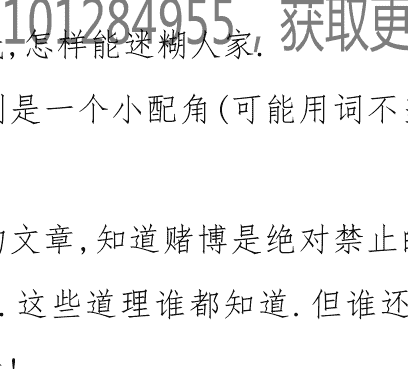 101284955，获取更
,怎样能迷糊人家.
是一个小配角(可能用词不
文章,知道赌博是绝对禁止
.这些道理谁都知道.但谁还
!